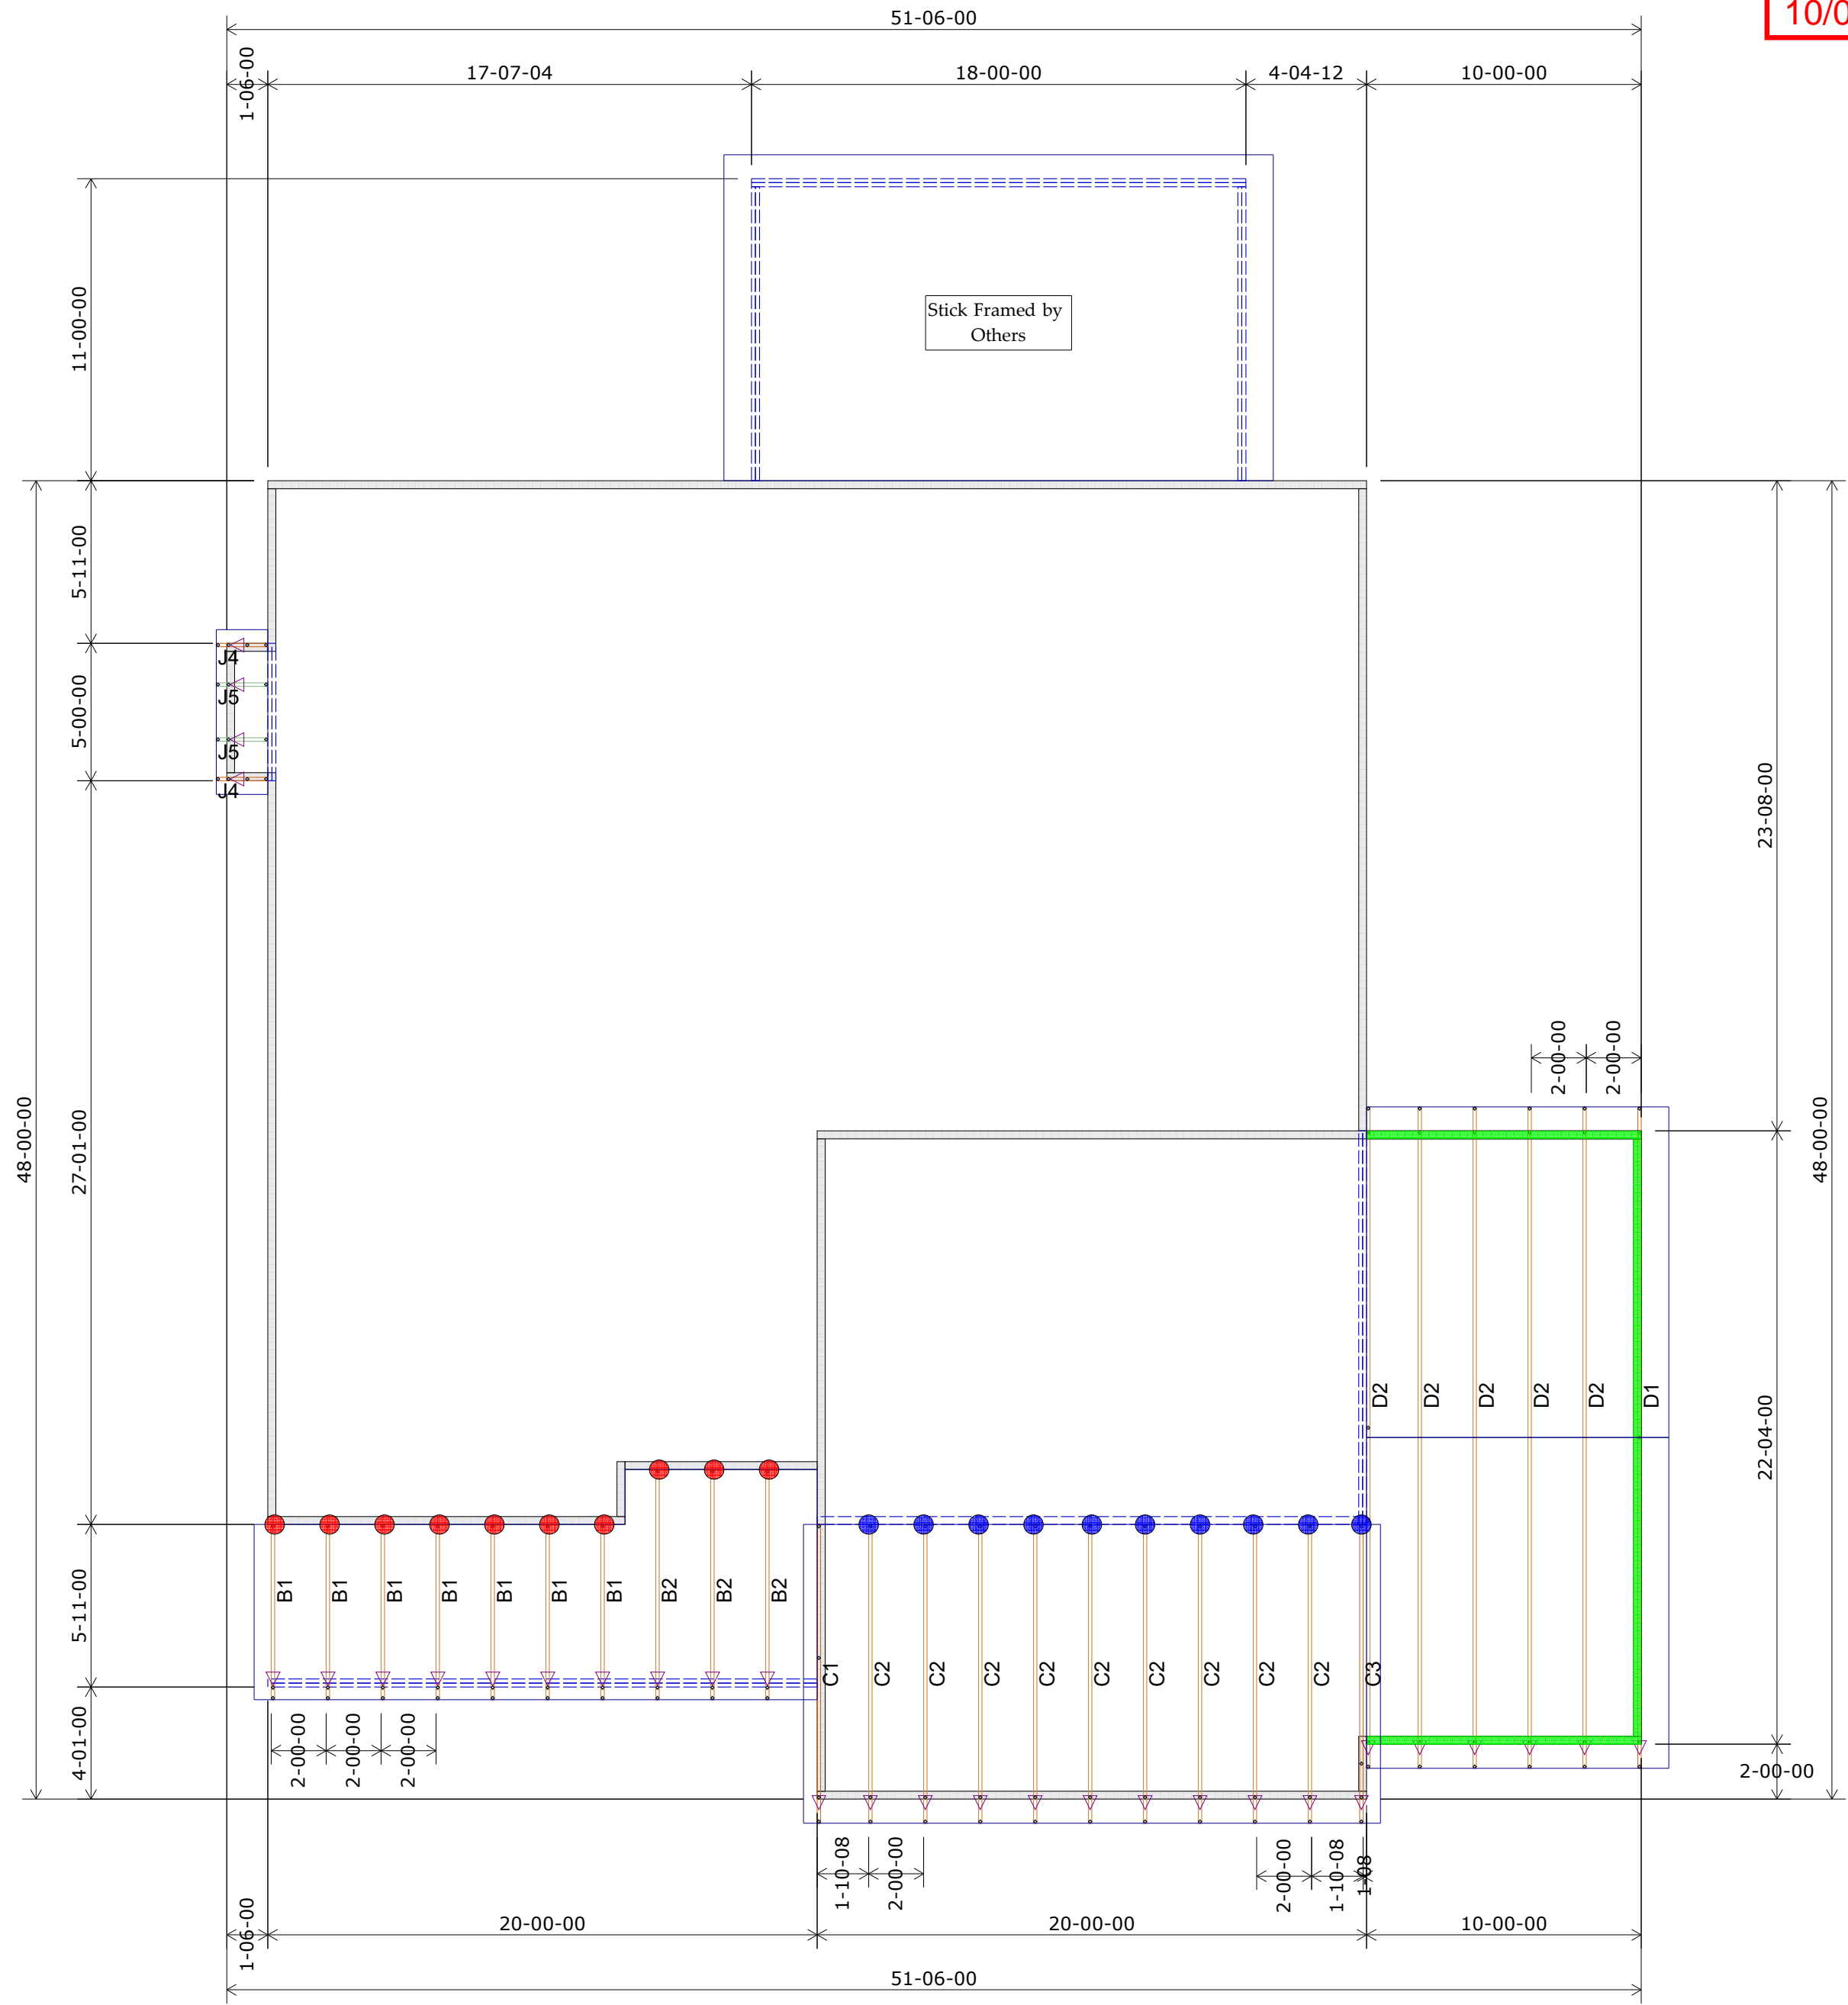 51-06-00
10/0
1-06-00
17-07-04
18-00-00
4-04-12
10-00-00
Stick Framed by
Others
11-00-00
5-11-00
5-00-00
27-01-00
5-11-00
4-01-00
48-00-00
J4
J5
J5
J4
23-08-00
48-00-00
22-04-00
2-00-00
2-00-00
2-00-00
D2
D2
D2
D2
D2
D1
B1
B1
B1
B1
B1
B1
B1
B2
B2
B2
C1
C2
C2
C2
C2
C2
C2
C2
C2
C2
C3
2-00-00
2-00-00
2-00-00
1-10-08
2-00-00
2-00-00
1-10-08
1-08
1-06-00
20-00-00
20-00-00
10-00-00
51-06-00